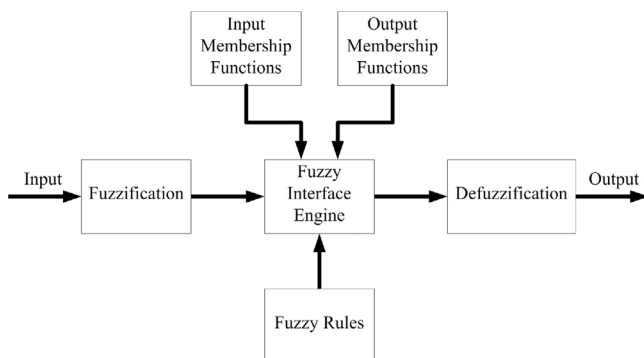 Input
Membership
Functions
Output
Membership
Functions
Input
Fuzzification
Fuzzy
Interface
Engine
Defuzzification
Output
Fuzzy Rules